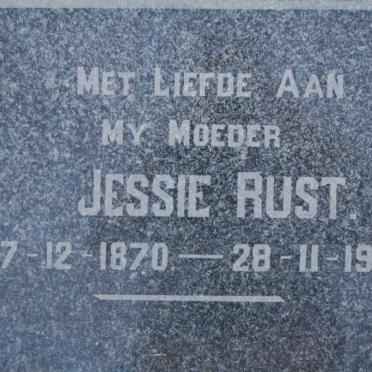 MET LIEFDE AAN
MY MOEDER
JESSIE RUST.
7-12-1870 — 28-11-19